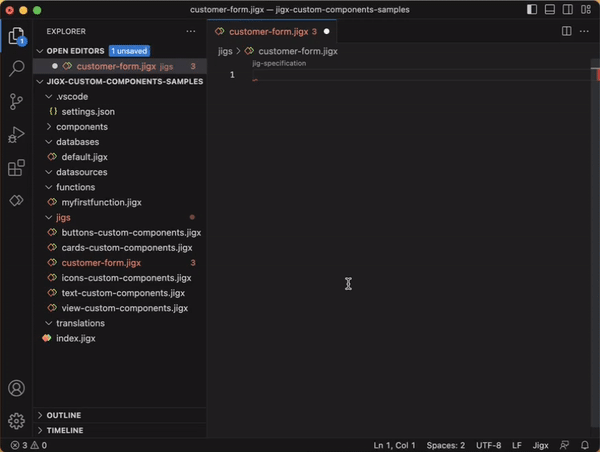 customer-form.jigx — jigx-custom-components-samples
EXPLORER
OPEN EDITORS 1 unsaved
customer-form.jigx jigs 3
JIGX-CUSTOM-COMPONENTS-SAMPLES
.vscode
{} settings.json
components
databases
default.jigx
datasources
functions
myfirstfunction.jigx
jigs
buttons-custom-components.jigx
cards-custom-components.jigx
customer-form.jigx 3
icons-custom-components.jigx
text-custom-components.jigx
view-custom-components.jigx
translations
index.jigx
OUTLINE
TIMELINE
customer-form.jigx 3
jigs > customer-form.jigx
jig-specification
1
1
3 0
Ln 1, Col 1 Spaces: 2 UTF-8 LF Jigx